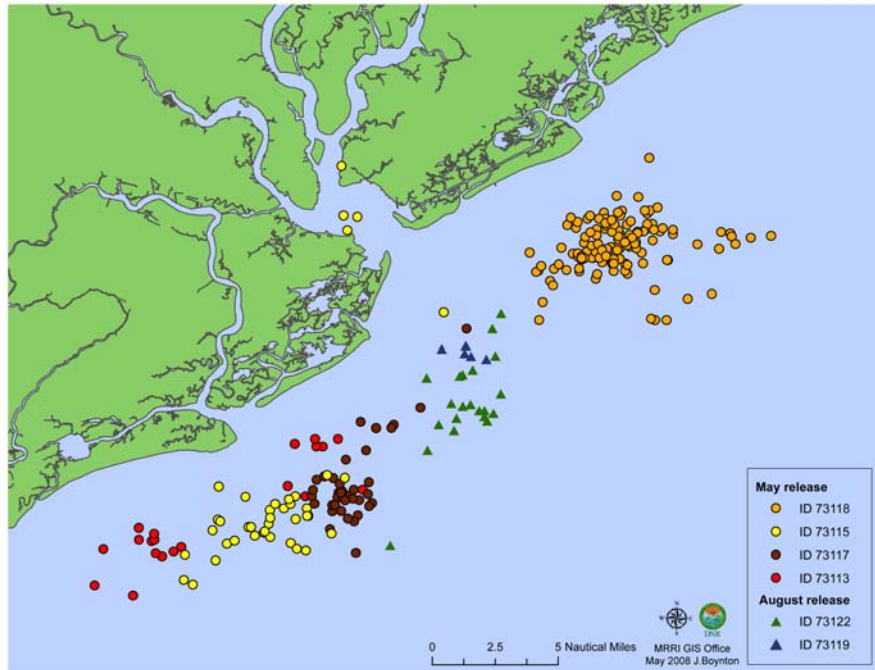 May release
ID 73118
ID 73115
ID 73117
ID 73113
August release
ID 73122
ID 73119
DNR
MRRI GIS Office
May 2008 J.Boynton
0 2.5 5 Nautical Miles